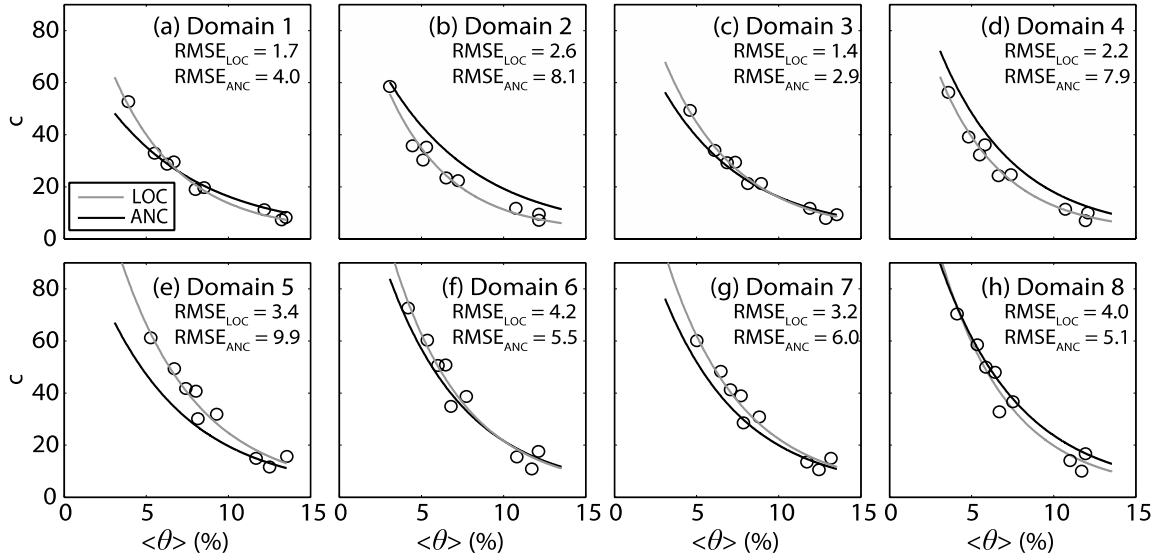 (a) Domain 1
RMSE_LOC = 1.7
RMSE_ANC = 4.0
(b) Domain 2
RMSE_LOC = 2.6
RMSE_ANC = 8.1
(c) Domain 3
RMSE_LOC = 1.4
RMSE_ANC = 2.9
(d) Domain 4
RMSE_LOC = 2.2
RMSE_ANC = 7.9
80
60
40
20
0
c
LOC
ANC
(e) Domain 5
RMSE_LOC = 3.4
RMSE_ANC = 9.9
(f) Domain 6
RMSE_LOC = 4.2
RMSE_ANC = 5.5
(g) Domain 7
RMSE_LOC = 3.2
RMSE_ANC = 6.0
(h) Domain 8
RMSE_LOC = 4.0
RMSE_ANC = 5.1
80
60
40
20
0
c
0 5 10 15
0 5 10 15
0 5 10 15
0 5 10 15
<θ> (%)
<θ> (%)
<θ> (%)
<θ> (%)